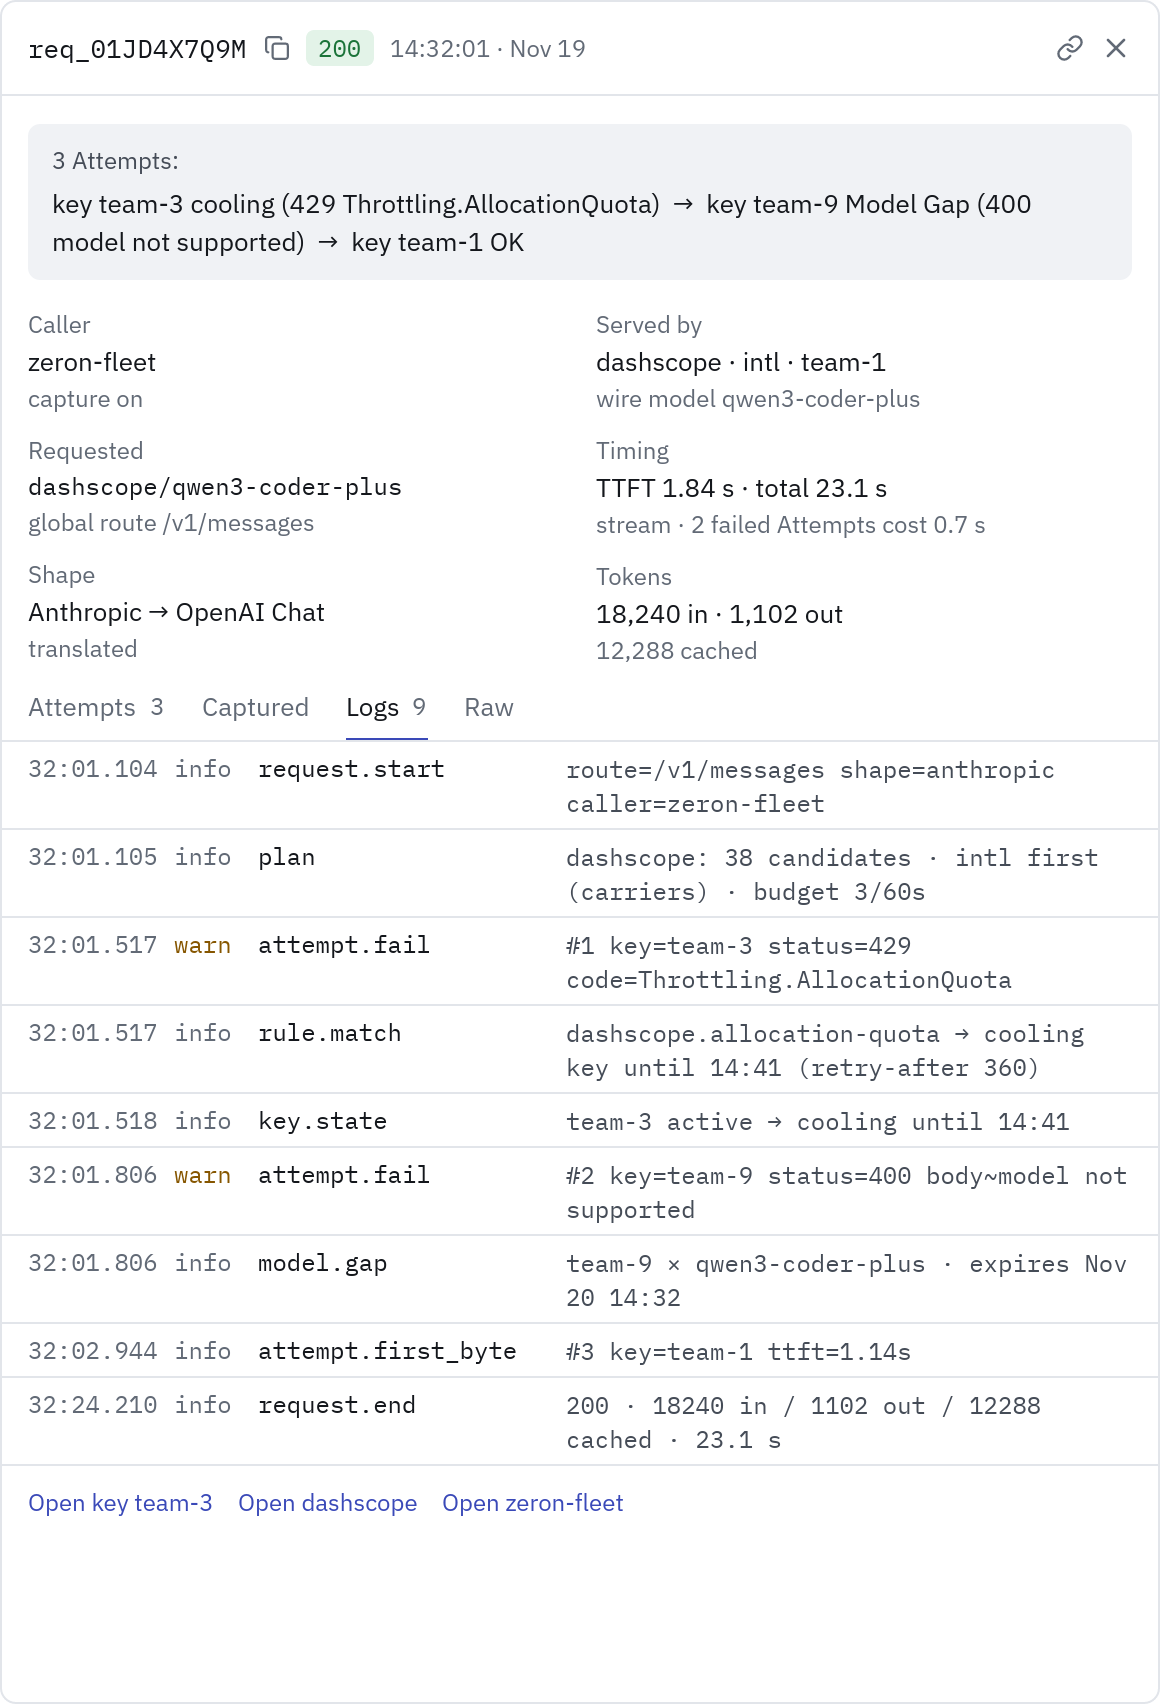 req_01JD4X7Q9M 200 14:32:01 · Nov 19
3 Attempts:
key team-3 cooling (429 Throttling.AllocationQuota) → key team-9 Model Gap (400
model not supported) → key team-1 OK
Caller
zeron-fleet
capture on
Requested
dashscope/qwen3-coder-plus
global route /v1/messages
Shape
Anthropic → OpenAI Chat
translated
Served by
dashscope · intl · team-1
wire model qwen3-coder-plus
Timing
TTFT 1.84 s · total 23.1 s
stream · 2 failed Attempts cost 0.7 s
Tokens
18,240 in · 1,102 out
12,288 cached
Attempts 3 Captured Logs 9 Raw
32:01.104 info request.start route=/v1/messages shape=anthropic
caller=zeron-fleet
32:01.105 info plan dashscope: 38 candidates · intl first
(carriers) · budget 3/60s
32:01.517 warn attempt.fail #1 key=team-3 status=429
code=Throttling.AllocationQuota
32:01.517 info rule.match dashscope.allocation-quota → cooling
key until 14:41 (retry-after 360)
32:01.518 info key.state team-3 active → cooling until 14:41
32:01.806 warn attempt.fail #2 key=team-9 status=400 body~model not
supported
32:01.806 info model.gap team-9 × qwen3-coder-plus · expires Nov
20 14:32
32:02.944 info attempt.first_byte #3 key=team-1 ttft=1.14s
32:24.210 info request.end 200 · 18240 in / 1102 out / 12288
cached · 23.1 s
Open key team-3 Open dashscope Open zeron-fleet